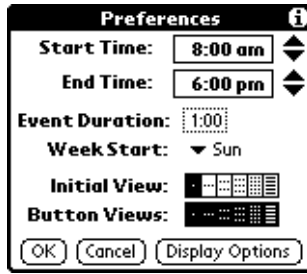 Preferences i
Start Time: 8:00 am
End Time: 6:00 pm
Event Duration: 1:00
Week Start: Sun
Initial View:
Button Views:
OK Cancel Display Options